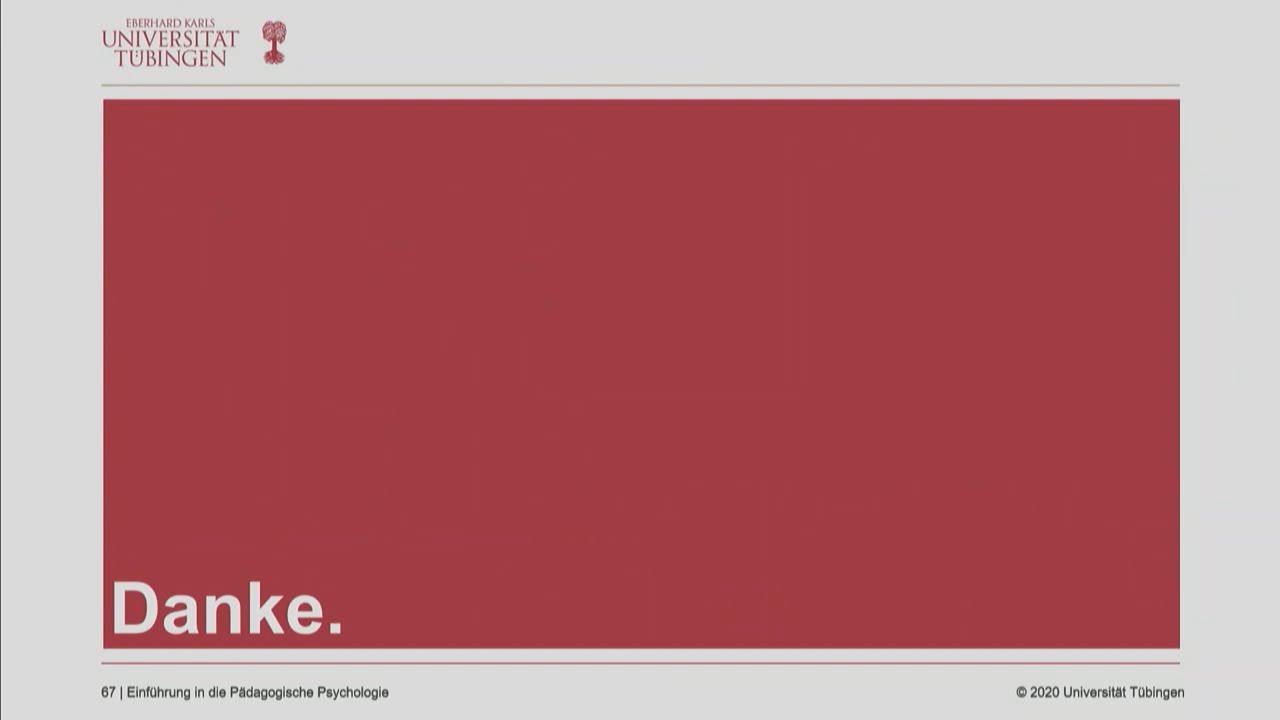 EBERHARD KARLS
UNIVERSITÄT
TÜBINGEN
Danke.
67 | Einführung in die Pädagogische Psychologie
© 2020 Universität Tübingen